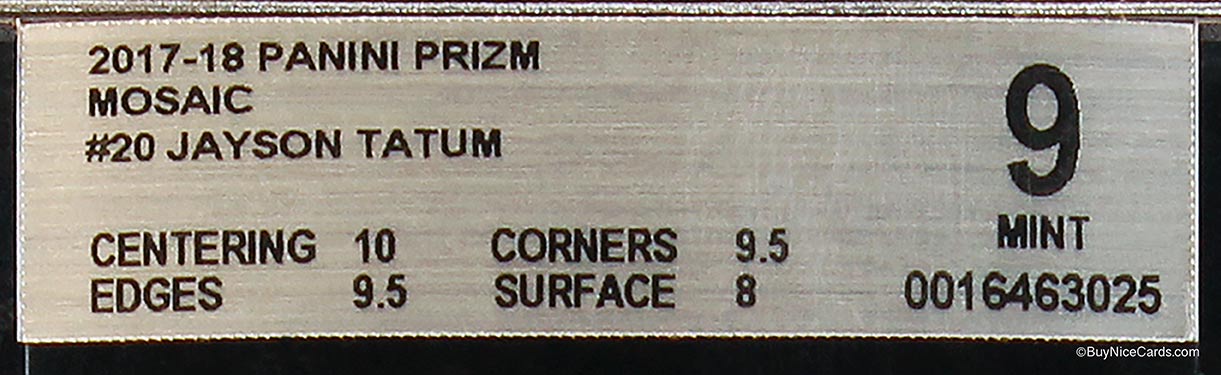 2017-18 PANINI PRIZM
MOSAIC
#20 JAYSON TATUM
9
MINT
CENTERING 10 CORNERS 9.5
EDGES 9.5 SURFACE 8
0016463025
©BuyNiceCards.com